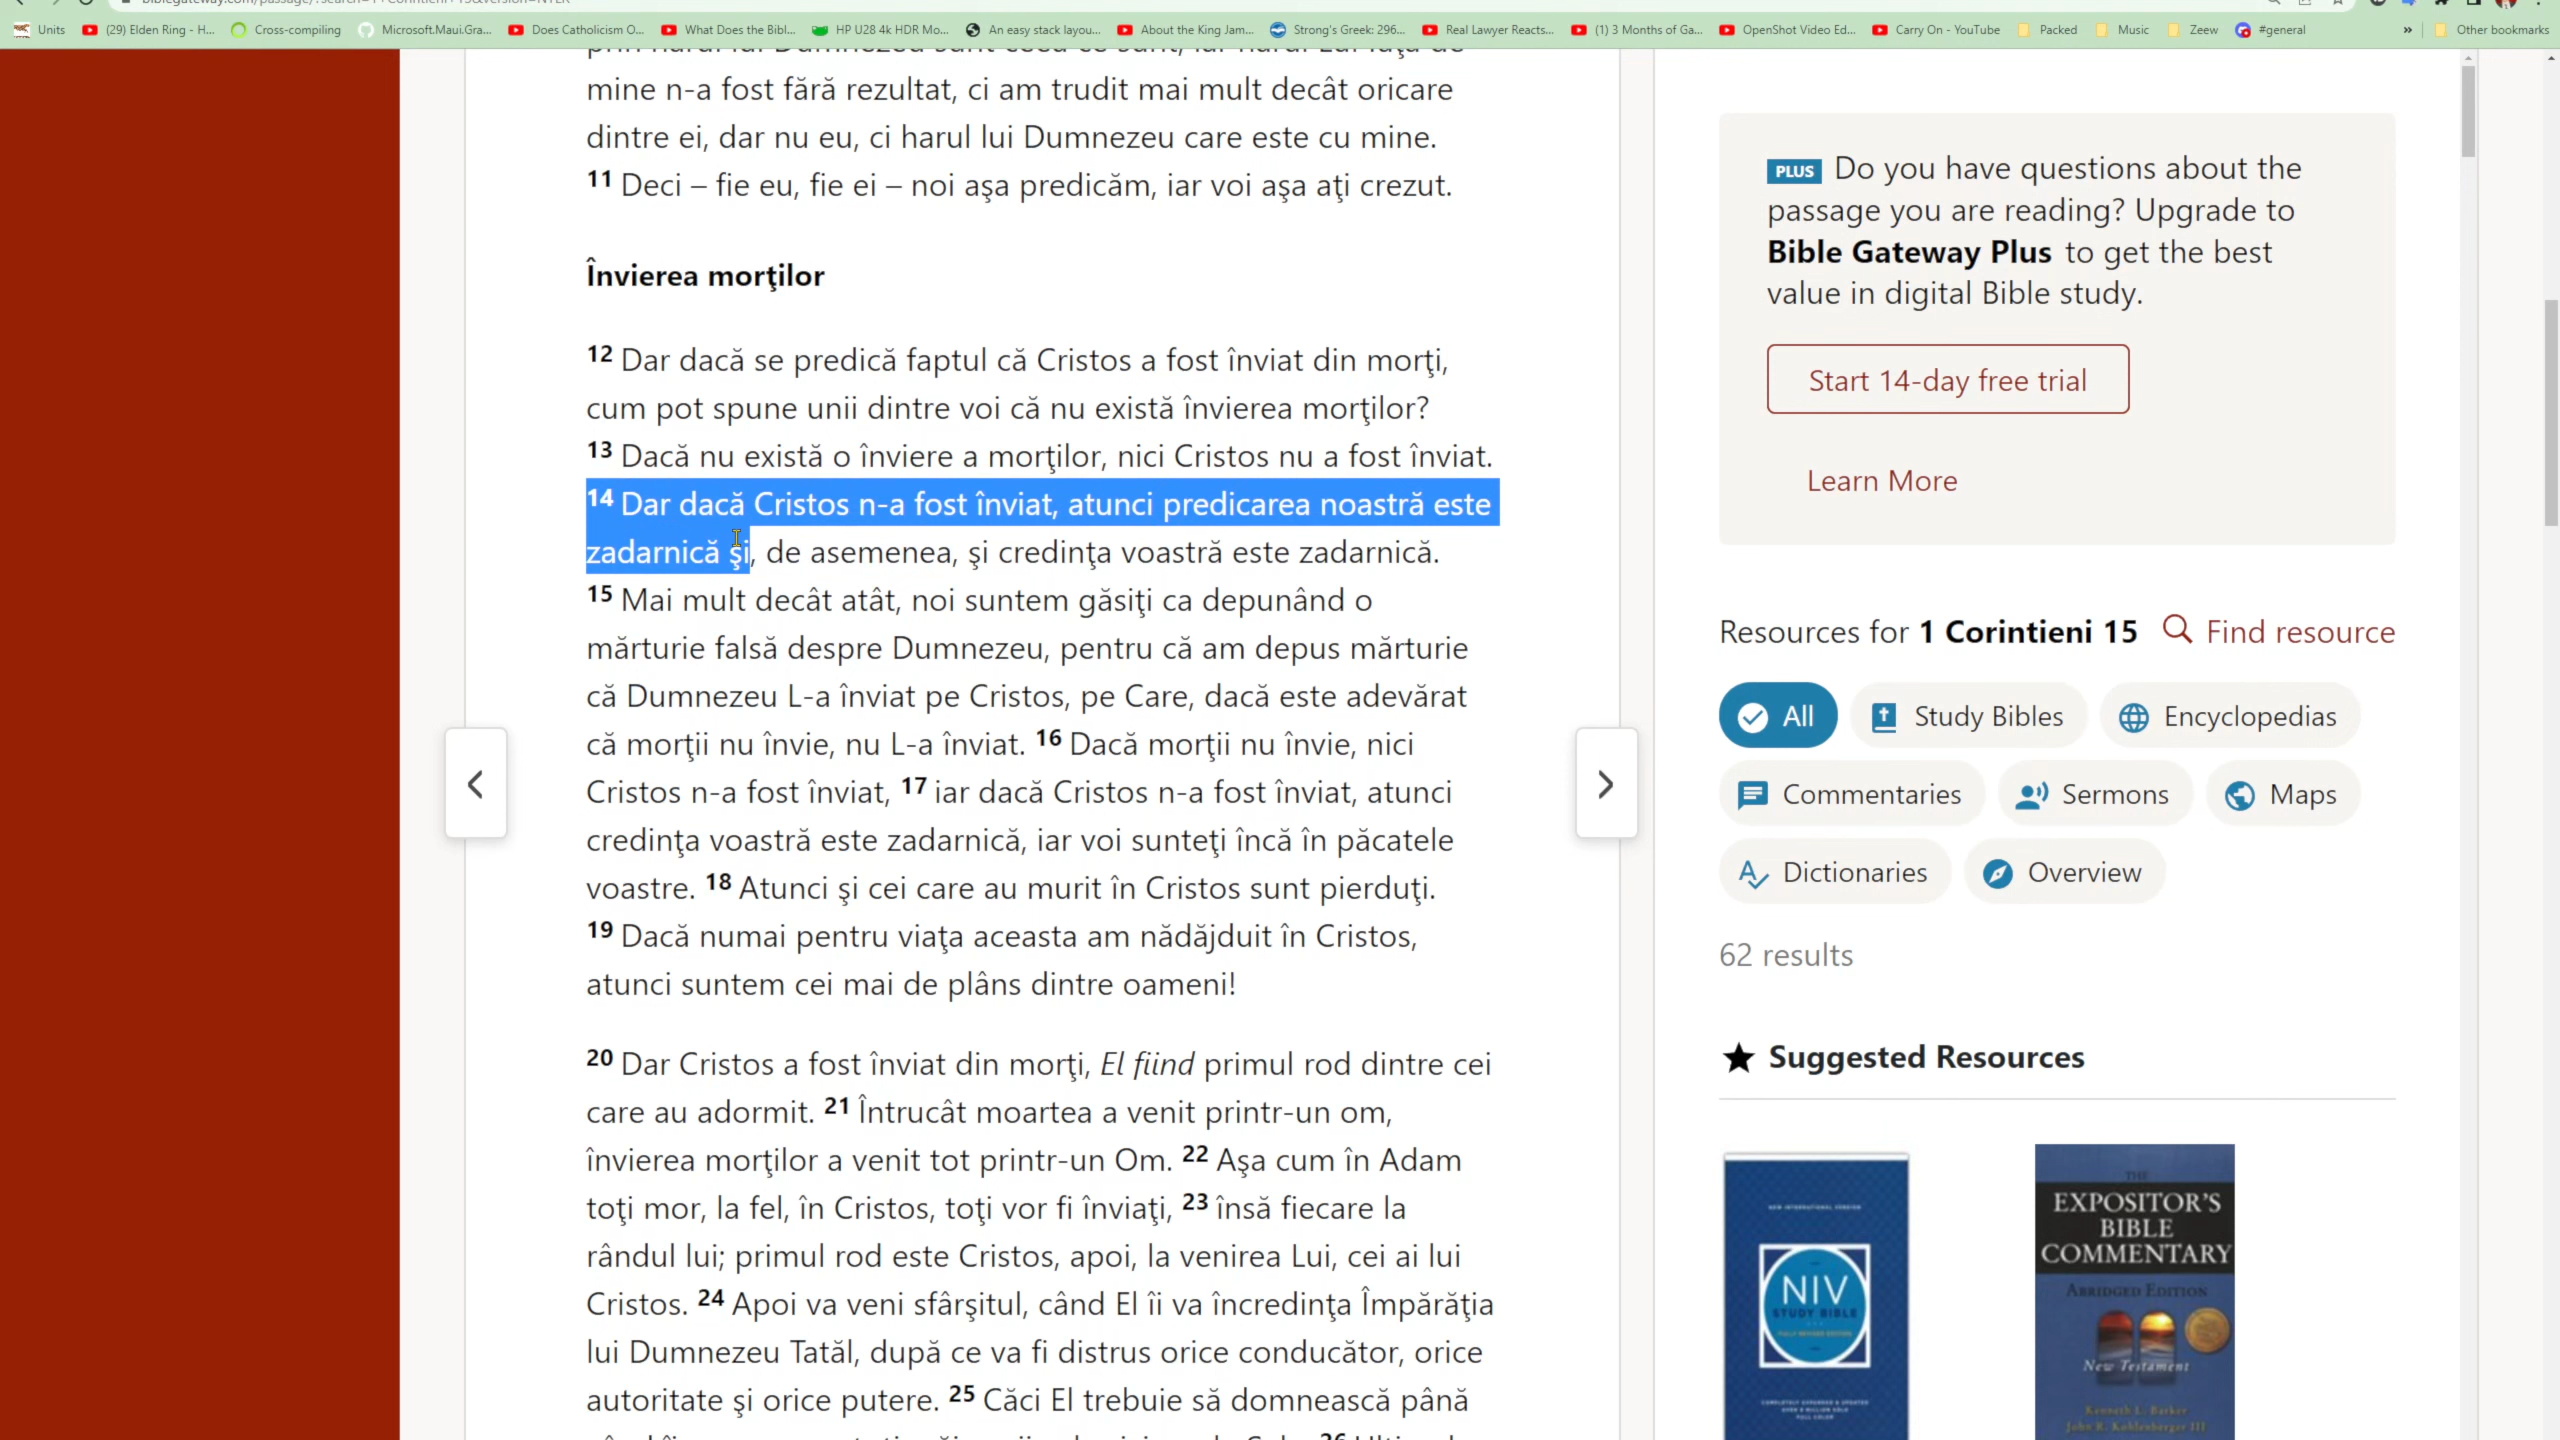 Units
(29) Elden Ring - H...
Cross-compiling
Microsoft.Maui.Gra...
Does Catholicism O...
What Does the Bibl...
HP U28 4k HDR Mo...
An easy stack layou...
About the King Jam...
Strong's Greek: 296...
Real Lawyer Reacts...
(1) 3 Months of Ga...
OpenShot Video Ed...
Carry On - YouTube
Packed
Music
Zeew
#general
»
Other bookmarks
mine n-a fost fără rezultat, ci am trudit mai mult decât oricare
dintre ei, dar nu eu, ci harul lui Dumnezeu care este cu mine.
11 Deci – fie eu, fie ei – noi aşa predicăm, iar voi aşa aţi crezut.
Învierea morţilor
12 Dar dacă se predică faptul că Cristos a fost înviat din morţi,
cum pot spune unii dintre voi că nu există învierea morţilor?
13 Dacă nu există o înviere a morţilor, nici Cristos nu a fost înviat.
14 Dar dacă Cristos n-a fost înviat, atunci predicarea noastră este
zadarnică şi, de asemenea, şi credinţa voastră este zadarnică.
15 Mai mult decât atât, noi suntem găsiţi ca depunând o
mărturie falsă despre Dumnezeu, pentru că am depus mărturie
că Dumnezeu L-a înviat pe Cristos, pe Care, dacă este adevărat
că morţii nu învie, nu L-a înviat. 16 Dacă morţii nu învie, nici
Cristos n-a fost înviat, 17 iar dacă Cristos n-a fost înviat, atunci
credinţa voastră este zadarnică, iar voi sunteţi încă în păcatele
voastre. 18 Atunci şi cei care au murit în Cristos sunt pierduţi.
19 Dacă numai pentru viaţa aceasta am nădăjduit în Cristos,
atunci suntem cei mai de plâns dintre oameni!
20 Dar Cristos a fost înviat din morţi, El fiind primul rod dintre cei
care au adormit. 21 Întrucât moartea a venit printr-un om,
învierea morţilor a venit tot printr-un Om. 22 Aşa cum în Adam
toţi mor, la fel, în Cristos, toţi vor fi înviaţi, 23 însă fiecare la
rândul lui; primul rod este Cristos, apoi, la venirea Lui, cei ai lui
Cristos. 24 Apoi va veni sfârşitul, când El îi va încredinţa Împărăţia
lui Dumnezeu Tatăl, după ce va fi distrus orice conducător, orice
autoritate şi orice putere. 25 Căci El trebuie să domnească până
PLUS Do you have questions about the
passage you are reading? Upgrade to
Bible Gateway Plus to get the best
value in digital Bible study.
Start 14-day free trial
Learn More
Resources for 1 Corintieni 15
Find resource
All
Study Bibles
Encyclopedias
Commentaries
Sermons
Maps
Dictionaries
Overview
62 results
Suggested Resources
NEW INTERNATIONAL VERSION
NIV
STUDY BIBLE
THE
EXPOSITOR'S
BIBLE
COMMENTARY
ABRIDGED EDITION
New Testament
Kenneth L. Barker
John R. Kohlenberger III